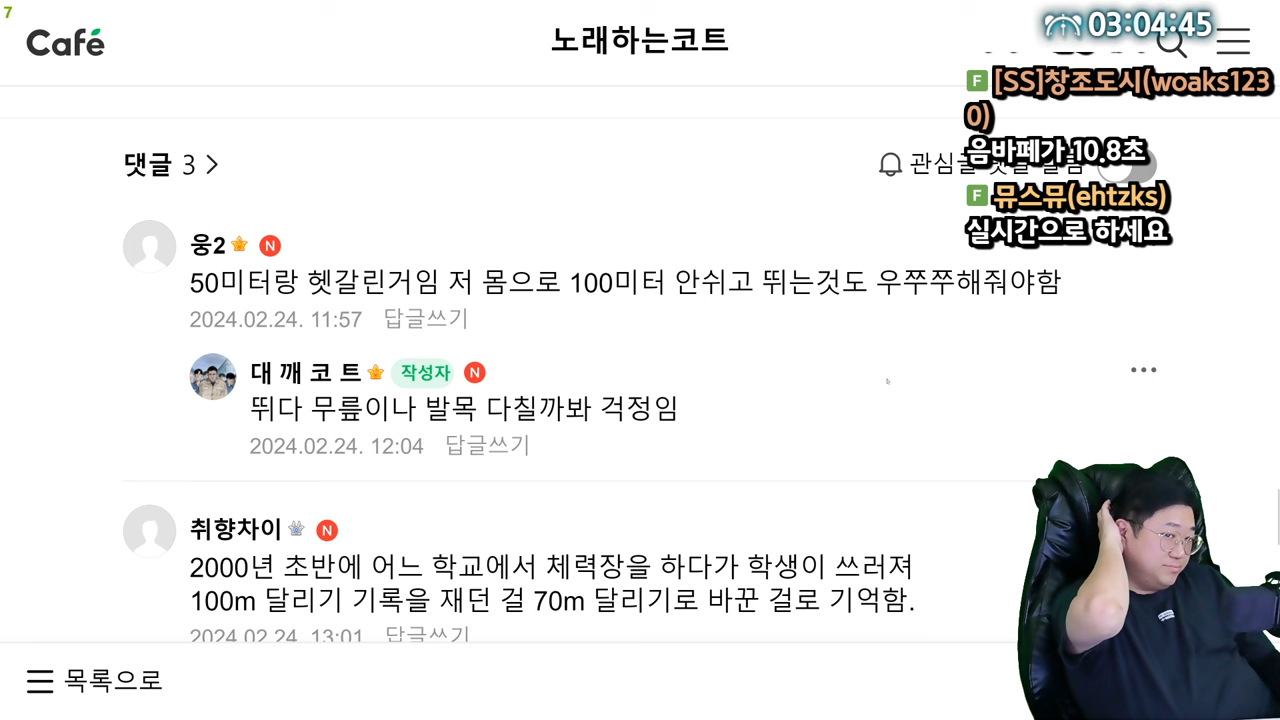 7
Café
노래하는코트
03:04:45
[SS]창조도시(woaks123
0)
음바페가 10.8초
뮤스뮤(ehtzks)
실시간으로 하세요
댓글 3
관심글
웅2
50미터랑 헷갈린거임 저 몸으로 100미터 안쉬고 뛰는것도 우쭈쭈해줘야함
2024.02.24. 11:57 답글쓰기
대 깨 코 트 작성자 N
뛰다 무릎이나 발목 다칠까봐 걱정임
2024.02.24. 12:04 답글쓰기
취향차이 N
2000년 초반에 어느 학교에서 체력장을 하다가 학생이 쓰러져
100m 달리기 기록을 재던 걸 70m 달리기로 바꾼 걸로 기억함.
2024.02.24. 13:01 답글쓰기
목록으로